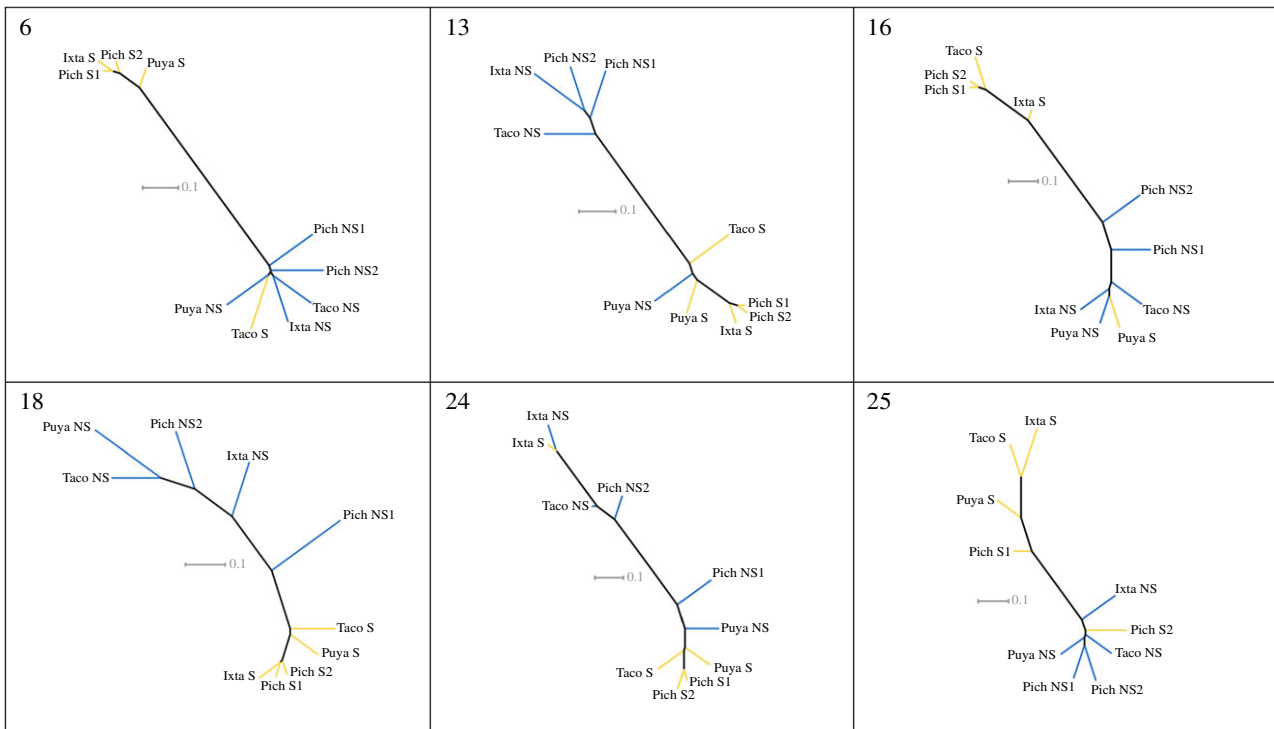 6
Ixta S
Pich S2
Pich S1
Puya S
0.1
Pich NS1
Pich NS2
Puya NS
Taco NS
Taco S
Ixta NS
13
Pich NS2
Pich NS1
Ixta NS
Taco NS
0.1
Taco S
Puya NS
Puya S
Pich S1
Pich S2
Ixta S
16
Taco S
Pich S2
Pich S1
Ixta S
0.1
Pich NS2
Pich NS1
Ixta NS
Taco NS
Puya NS
Puya S
18
Puya NS
Pich NS2
Taco NS
Ixta NS
Pich NS1
0.1
Taco S
Puya S
Ixta S
Pich S2
Pich S1
24
Ixta NS
Ixta S
Pich NS2
Taco NS
0.1
Pich NS1
Puya NS
Taco S
Puya S
Pich S1
Pich S2
25
Ixta S
Taco S
Puya S
Pich S1
0.1
Ixta NS
Pich S2
Puya NS
Taco NS
Pich NS1
Pich NS2